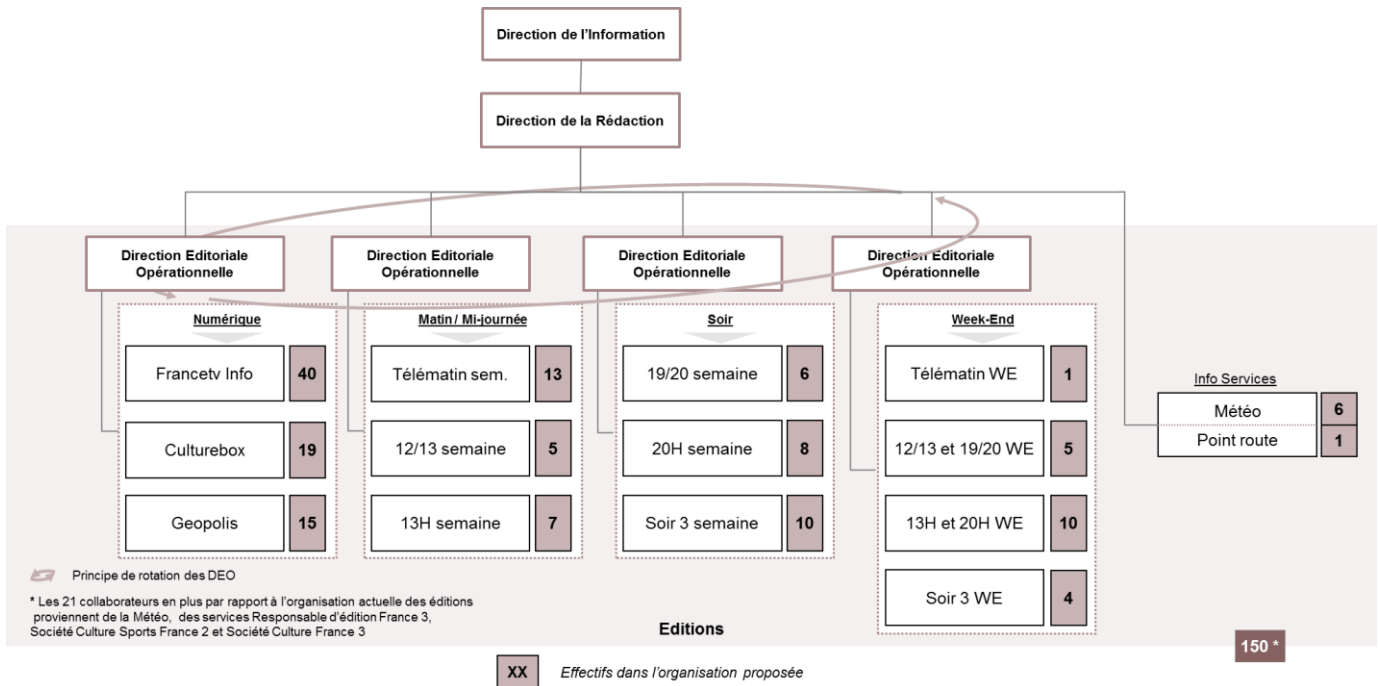 Direction de l’Information
Direction de la Rédaction
Direction Editoriale
Opérationnelle
Direction Editoriale
Opérationnelle
Direction Editoriale
Opérationnelle
Direction Editoriale
Opérationnelle
Numérique
Francetv Info 40
Culturebox 19
Geopolis 15
Matin / Mi-journée
Télématin sem. 13
12/13 semaine 5
13H semaine 7
Soir
19/20 semaine 6
20H semaine 8
Soir 3 semaine 10
Week-End
Télématin WE 1
12/13 et 19/20 WE 5
13H et 20H WE 10
Soir 3 WE 4
Info Services
Météo 6
Point route 1
Principe de rotation des DEO
* Les 21 collaborateurs en plus par rapport à l’organisation actuelle des éditions
proviennent de la Météo, des services Responsable d’édition France 3,
Société Culture Sports France 2 et Société Culture France 3
Editions
150 *
XX Effectifs dans l’organisation proposée